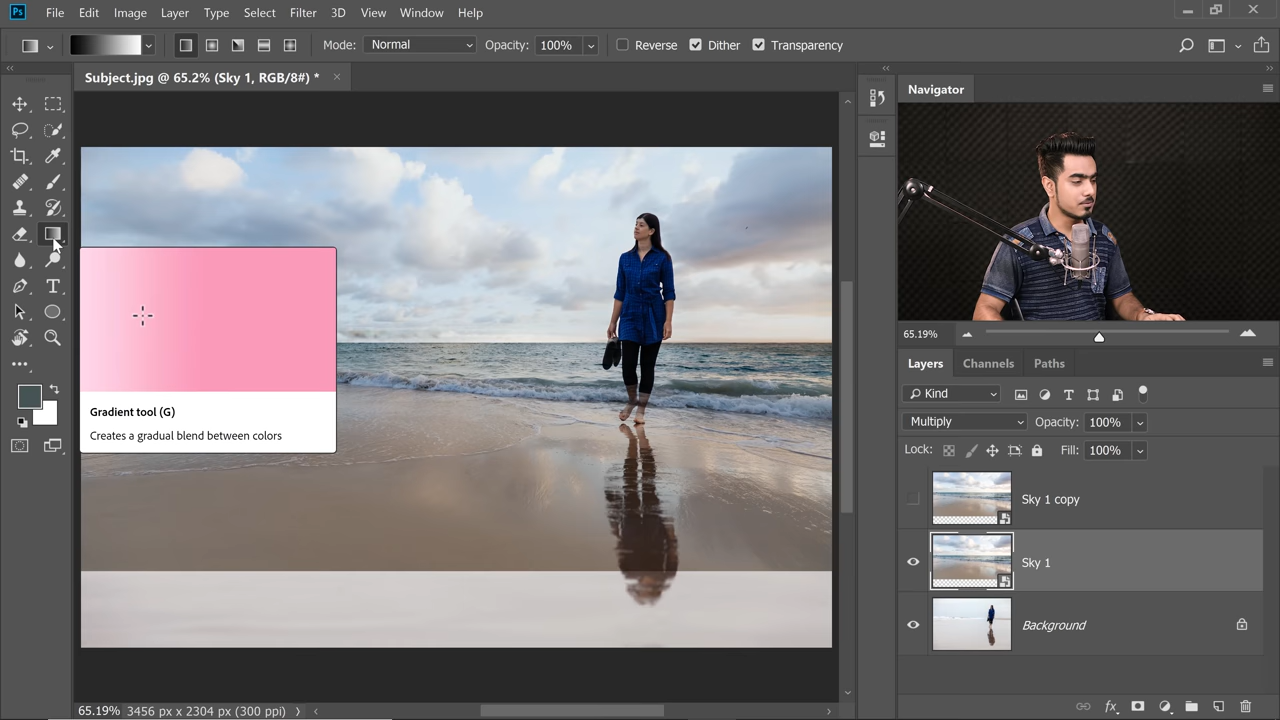 Ps File Edit Image Layer Type Select Filter 3D View Window Help
Mode: Normal Opacity: 100% Reverse Dither Transparency
Subject.jpg @ 65.2% (Sky 1, RGB/8#) * ×
Navigator
Gradient tool (G)
Creates a gradual blend between colors
65.19%
Layers Channels Paths
Kind
Multiply Opacity: 100%
Lock: Fill: 100%
Sky 1 copy
Sky 1
Background
65.19% 3456 px x 2304 px (300 ppi)